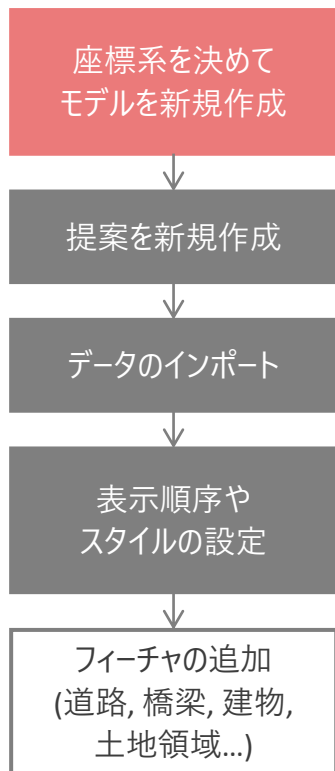 座標系を決めて
モデルを新規作成
提案を新規作成
データのインポート
表示順序や
スタイルの設定
フィーチャの追加
(道路, 橋梁, 建物,
土地領域...)